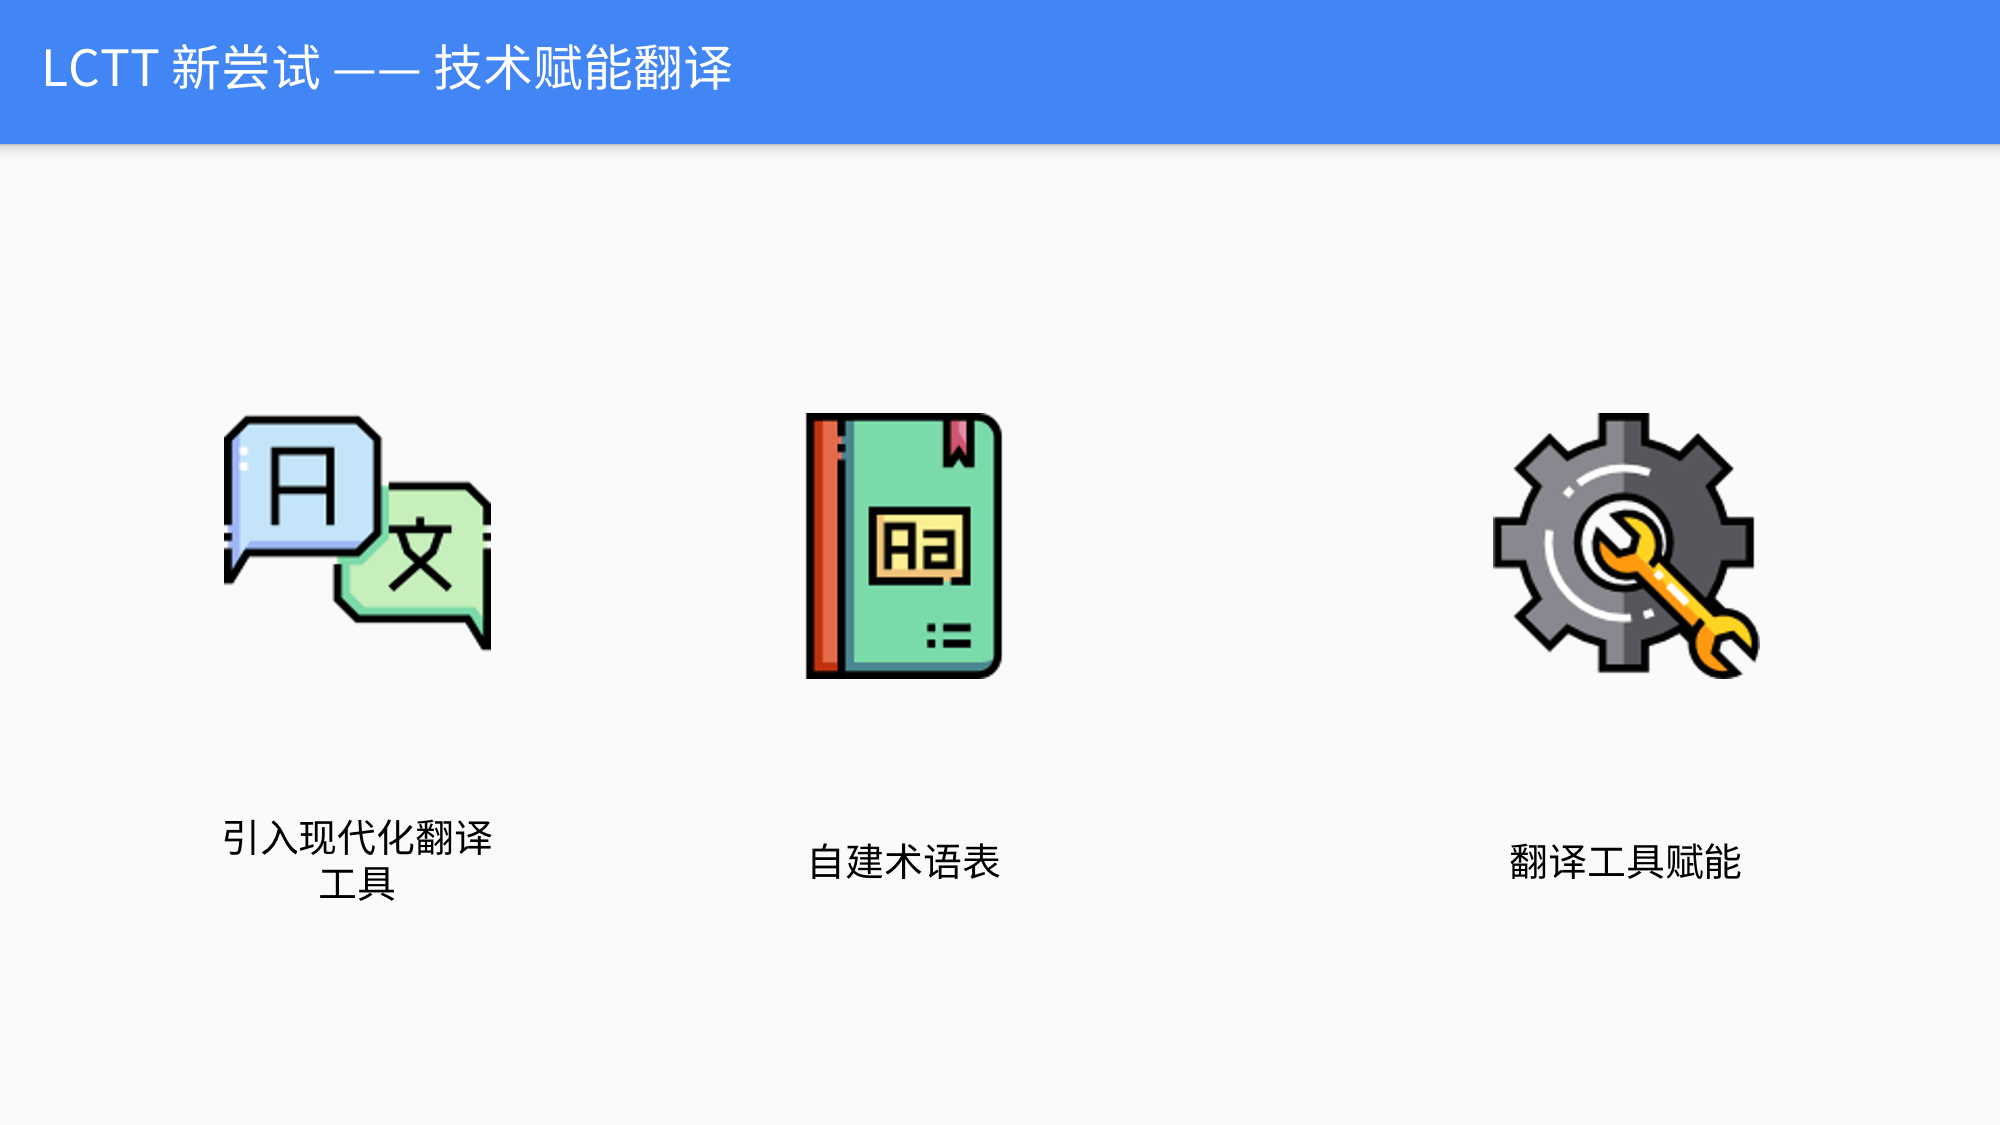 LCTT 新尝试 —— 技术赋能翻译
A
文
Aa
引入现代化翻译
工具
自建术语表
翻译工具赋能